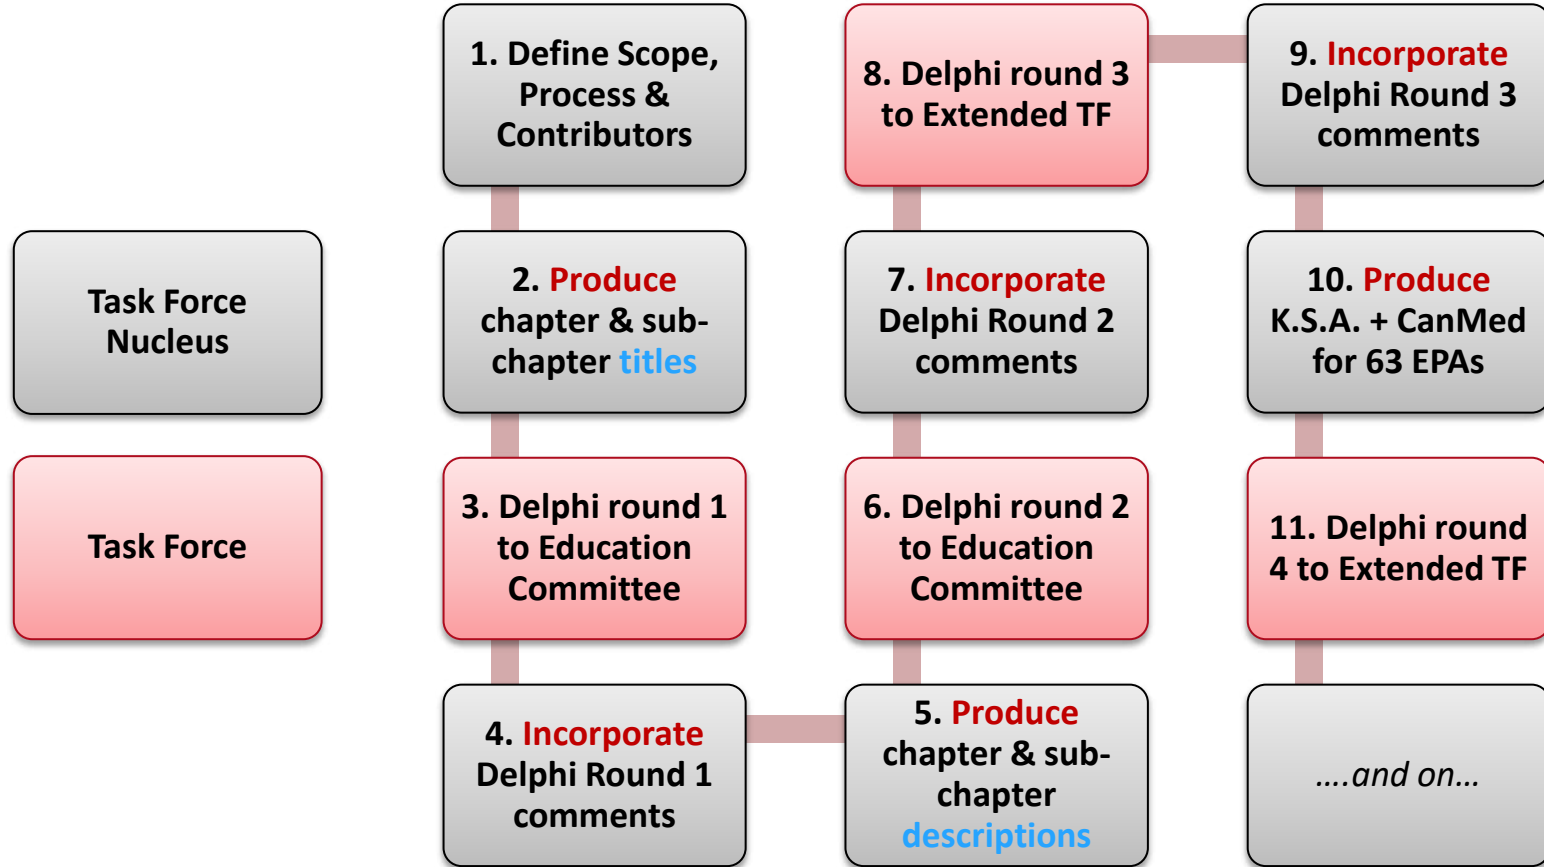 Task Force
Nucleus
Task Force
1. Define Scope,
Process &
Contributors
2. Produce
chapter & sub-
chapter titles
3. Delphi round 1
to Education
Committee
4. Incorporate
Delphi Round 1
comments
5. Produce
chapter & sub-
chapter
descriptions
6. Delphi round 2
to Education
Committee
7. Incorporate
Delphi Round 2
comments
8. Delphi round 3
to Extended TF
9. Incorporate
Delphi Round 3
comments
10. Produce
K.S.A. + CanMed
for 63 EPAs
11. Delphi round
4 to Extended TF
....and on...